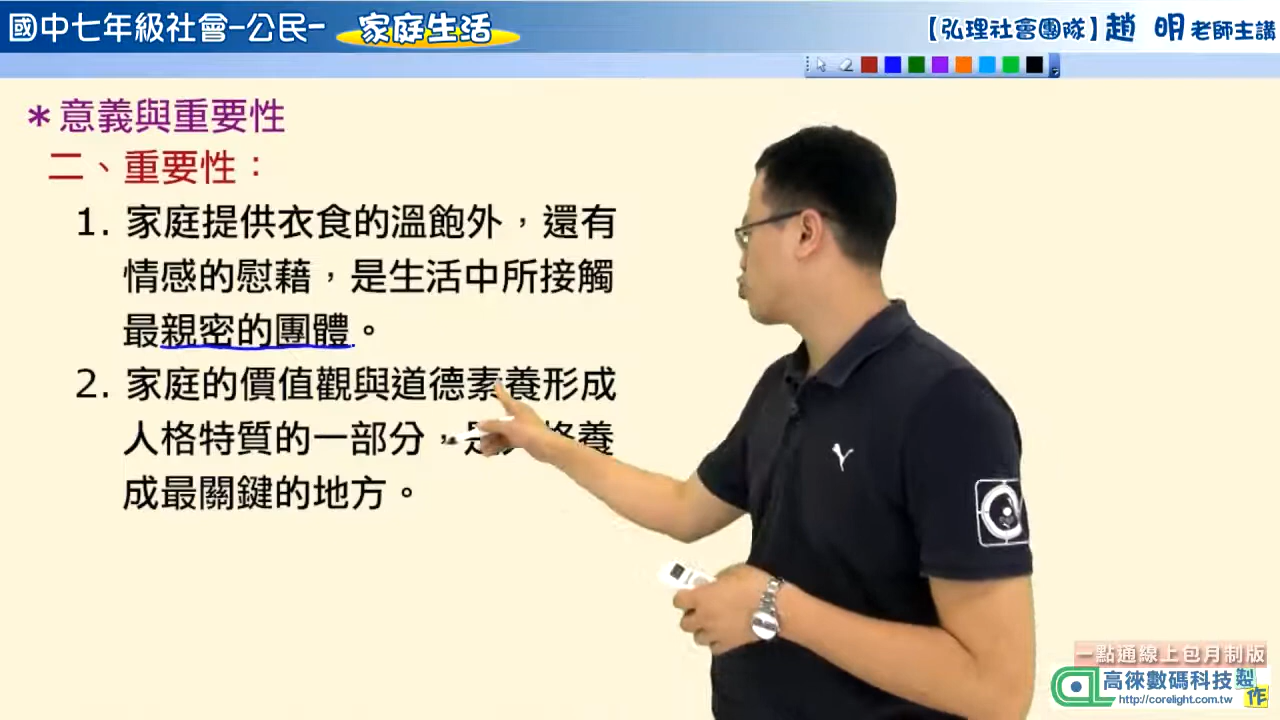 國中七年級社會-公民- 家庭生活
【弘理社會團隊】趙 明老師主講
＊意義與重要性
二、重要性：
1. 家庭提供衣食的溫飽外，還有
情感的慰藉，是生活中所接觸
最親密的團體。
2. 家庭的價值觀與道德素養形成
人格特質的一部分，是人格養
成最關鍵的地方。
一點通線上包月制版
高徠數碼科技製作
http://corelight.com.tw